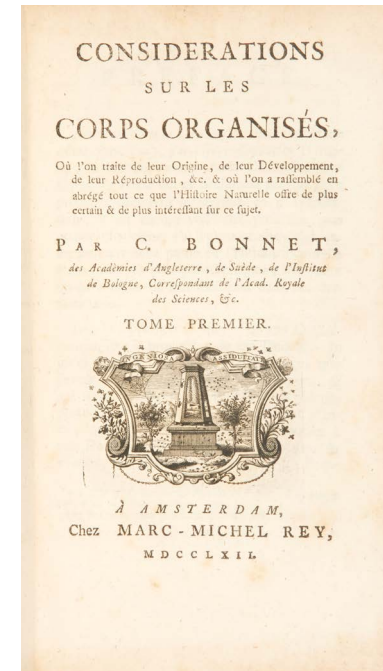 CONSIDERATIONS
SUR LES
CORPS ORGANISÉS,
Où l'on traite de leur Origine, de leur Développement,
de leur Réproduction, &c. & où l'on a rassemblé en
abrégé tout ce que l'Histoire Naturelle offre de plus
certain & de plus intéressant sur ce sujet.
PAR C. BONNET,
des Académies d'Angleterre, de Suède, de l'Institut
de Bologne, Correspondant de l'Acad. Royale
des Sciences, &c.
TOME PREMIER.
À AMSTERDAM,
Chez MARC-MICHEL REY,
MDCCLXII.